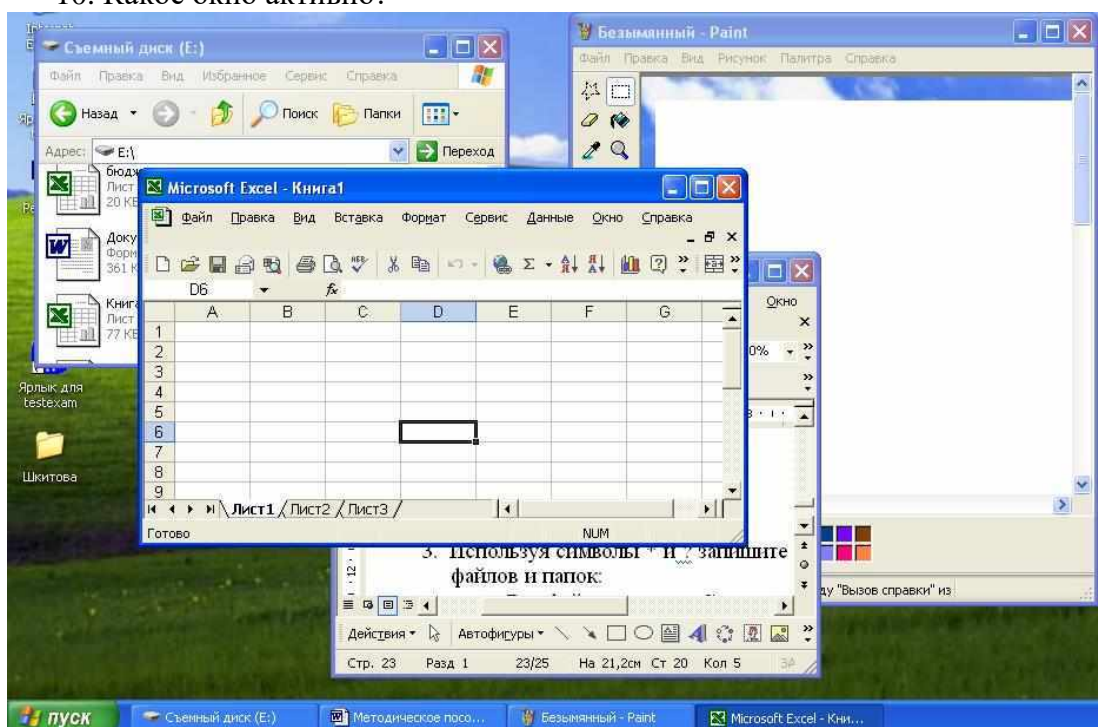 10. Какое окно активно?
Съемный диск (E:)
Файл Правка Вид Избранное Сервис Справка
Назад Поиск Папки
Адрес: E:\ Переход
Лист
20 КБ
Доку
Форм
361 К
Книга
Лист
77 КБ
Ярлык для
testexam
Шкитова
Безымянный - Paint
Файл Правка Вид Рисунок Палитра Справка
Microsoft Excel - Книга1
Файл Правка Вид Вставка Формат Сервис Данные Окно Справка
D6 fx
A B C D E F G
1
2
3
4
5
6
7
8
9
Лист1 Лист2 Лист3
Готово NUM
Окно
0%
3. Используя символы * и ? запишите
файлов и папок:
Действия Автофигуры
Стр. 23 Разд 1 23/25 На 21,2см Ст 20 Кол 5 ЗАП
"Вызов справки" из
пуск Съемный диск (E:) Методическое посо... Безымянный - Paint Microsoft Excel - Кни...